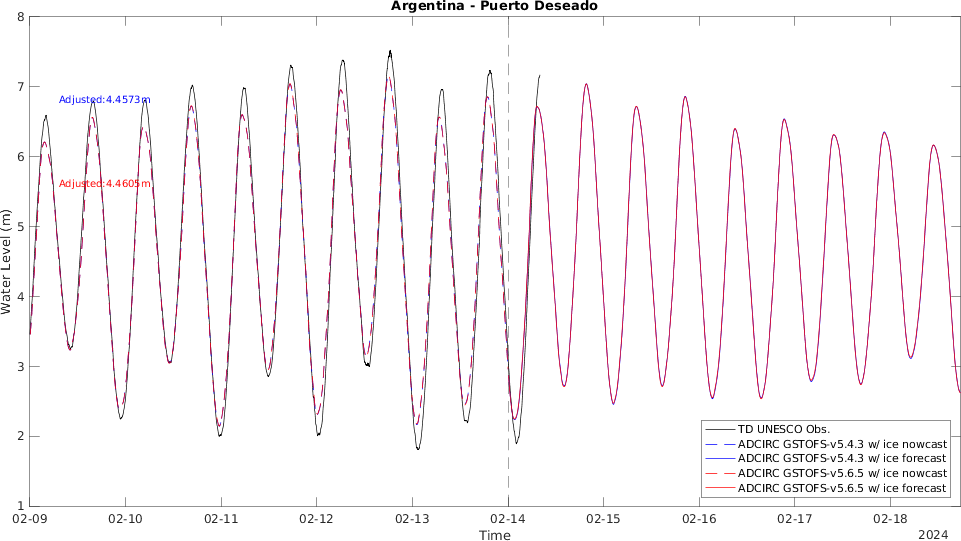 Argentina - Puerto Deseado
8
7
6
5
4
3
2
1
Water Level (m)
Adjusted:4.4573m
Adjusted:4.4605m
TD UNESCO Obs.
ADCIRC GSTOFS-v5.4.3 w/ ice nowcast
ADCIRC GSTOFS-v5.4.3 w/ ice forecast
ADCIRC GSTOFS-v5.6.5 w/ ice nowcast
ADCIRC GSTOFS-v5.6.5 w/ ice forecast
02-09 02-10 02-11 02-12 02-13 02-14 02-15 02-16 02-17 02-18
Time
2024